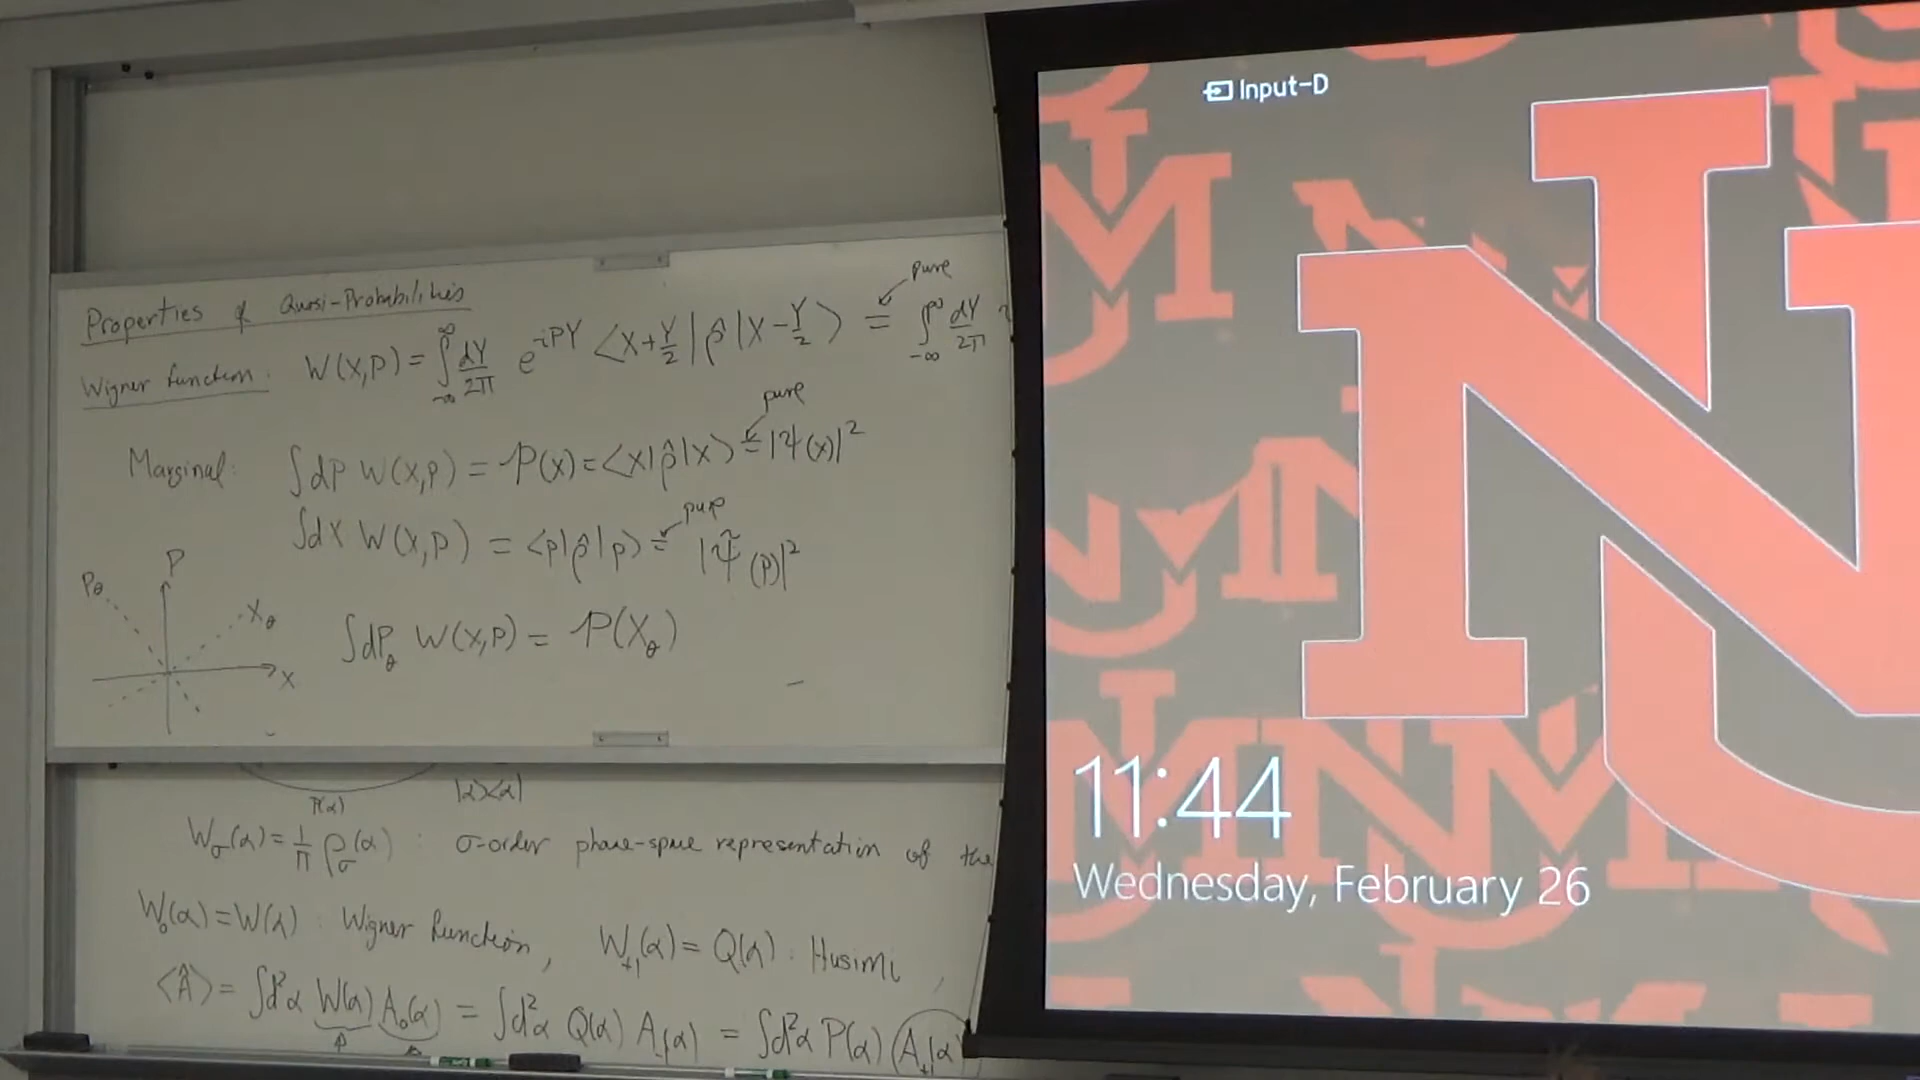 Properties of Quasi-Probabilities
pure
Wigner function: W(X,P) = ∫_{-∞}^{∞} dY/2π e^{-iPY} ⟨X+Y/2|ρ̂|X-Y/2⟩ = ∫_{-∞}^{∞} dY/2π
pure
Marginal: ∫dP W(X,P) = P(X) = ⟨X|ρ̂|X⟩ = |Ψ(X)|²
pure
∫dX W(X,P) = ⟨P|ρ̂|P⟩ = |Ψ̃(P)|²
P
P_θ
X_θ
X
∫dP_θ W(X,P) = P(X_θ)
P(α) |α⟩⟨α|
W_σ(α) = 1/π ρ_σ(α) : σ-order phase-space representation of the
W_0(α) = W(α) : Wigner function, W_{+1}(α) = Q(α) : Husimi,
⟨Â⟩ = ∫d²α W(α) A_0(α) = ∫d²α Q(α) A_{-1}(α) = ∫d²α P(α) A_{+1}(α)
Input-D
11:44
Wednesday, February 26